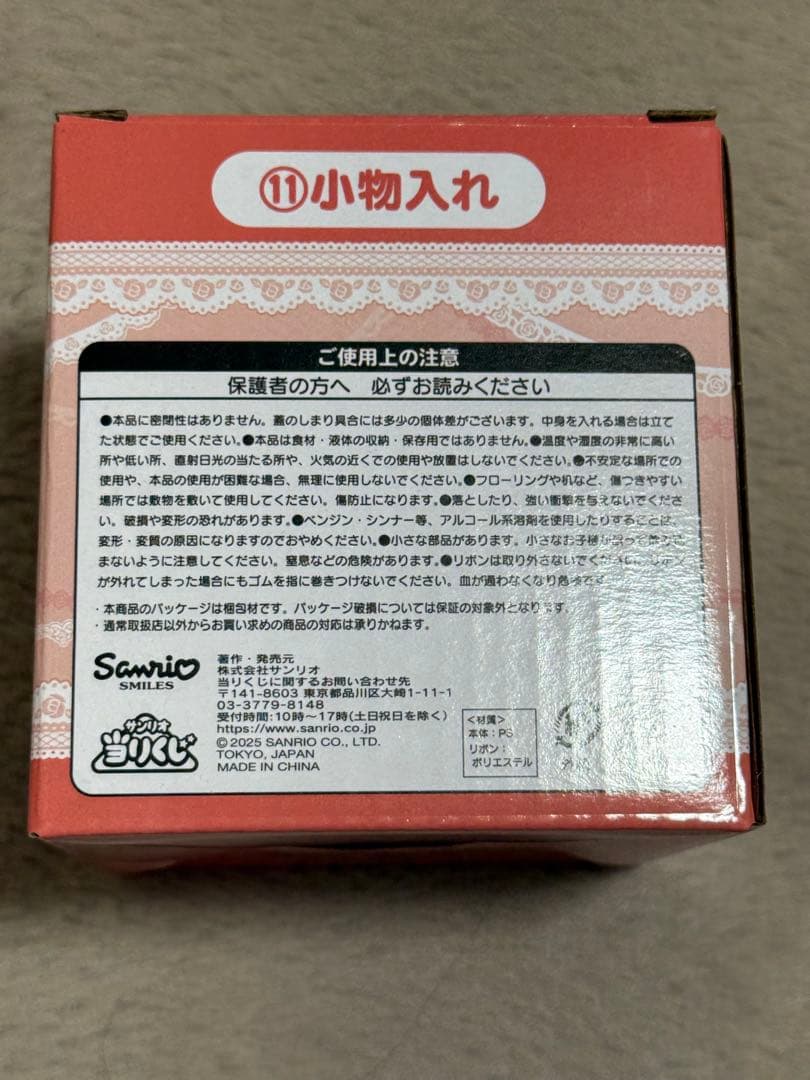 ⑪小物入れ
ご使用上の注意
保護者の方へ 必ずお読みください
●本品に密閉性はありません。蓋のしまり具合には多少の個体差がございます。中身を入れる場合は立て
た状態でご使用ください。●本品は食材・液体の収納・保存用ではありません。●温度や湿度の非常に高い
所や低い所、直射日光の当たる所や、火気の近くでの使用や放置はしないでください。●不安定な場所での
使用や、本品の使用が困難な場合、無理に使用しないでください。●フローリングや机など、傷つきやすい
場所では敷物を敷いて使用してください。傷防止になります。●落としたり、強い衝撃を与えないでくださ
い。破損や変形の恐れがあります。●ベンジン・シンナー等、アルコール系溶剤を使用したりすることは、
変形・変質の原因になりますのでおやめください。●小さな部品があります。小さなお子様が誤って飲み込
まないように注意してください。窒息などの危険があります。●リボンは取り外さないでください。
が外れてしまった場合にもゴムを指に巻きつけないでください。血が通わなくなり危険です。
・本商品のパッケージは梱包材です。パッケージ破損については保証の対象外となります。
・通常取扱店以外からお買い求めの商品の対応は承りかねます。
Sanrio
SMILES
サンリオ
当りくじ
著作・発売元
株式会社サンリオ
当りくじに関するお問い合わせ先
〒141-8603 東京都品川区大崎1-11-1
03-3779-8148
受付時間:10時～17時(土日祝日を除く)
https://www.sanrio.co.jp
©2025 SANRIO CO., LTD.
TOKYO, JAPAN
MADE IN CHINA
＜材質＞
本体：PS
リボン：
ポリエステル